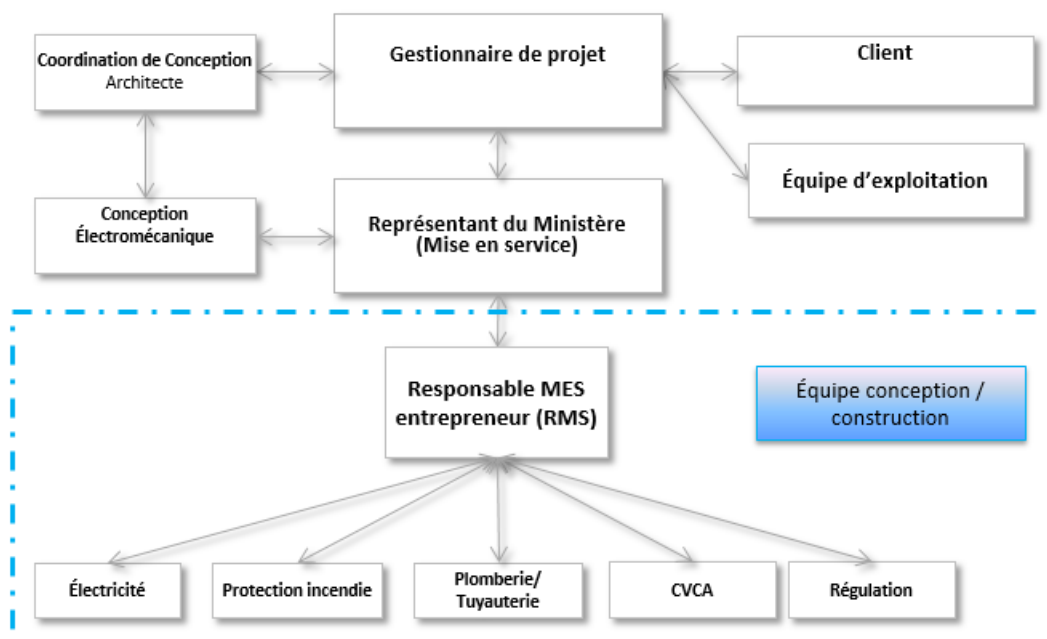 Coordination de Conception
Architecte
Gestionnaire de projet
Client
Équipe d'exploitation
Conception
Électromécanique
Représentant du Ministère
(Mise en service)
Responsable MES
entrepreneur (RMS)
Équipe conception /
construction
Électricité
Protection incendie
Plomberie/
Tuyauterie
CVCA
Régulation